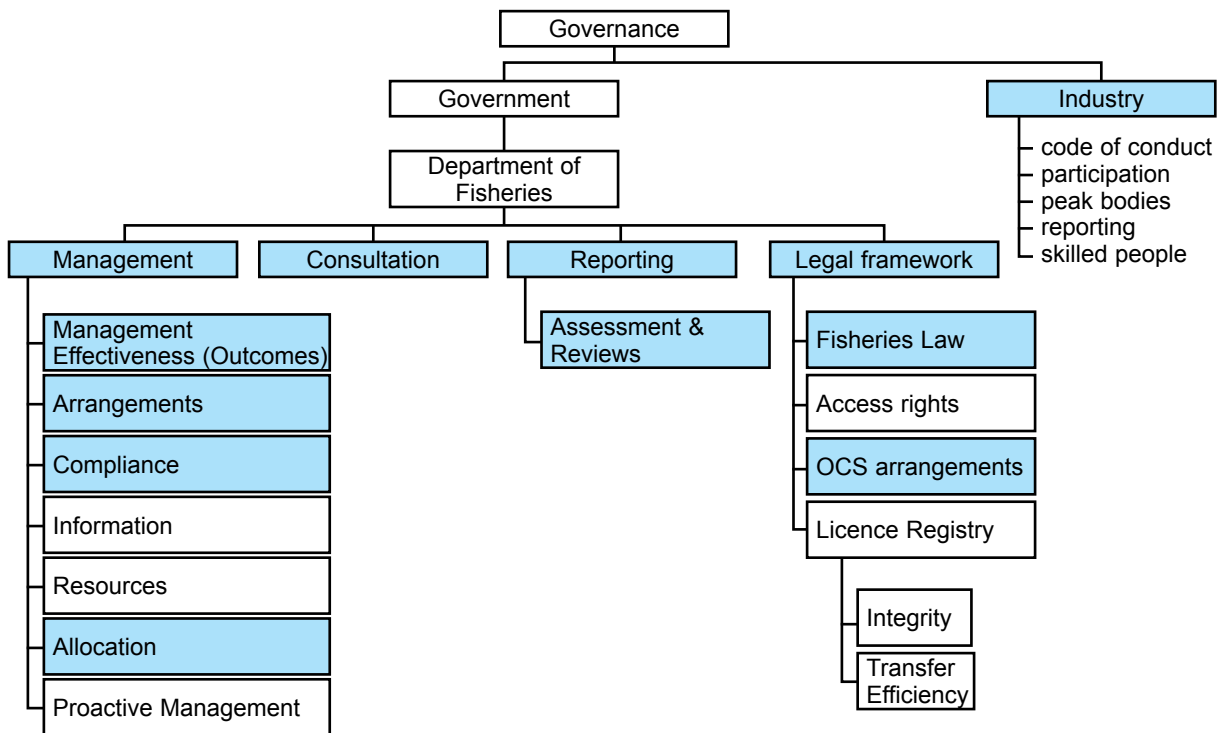 Governance
Government
Industry
code of conduct
participation
peak bodies
reporting
skilled people
Department of
Fisheries
Management
Consultation
Reporting
Legal framework
Management
Effectiveness (Outcomes)
Arrangements
Compliance
Information
Resources
Allocation
Proactive Management
Assessment &
Reviews
Fisheries Law
Access rights
OCS arrangements
Licence Registry
Integrity
Transfer
Efficiency